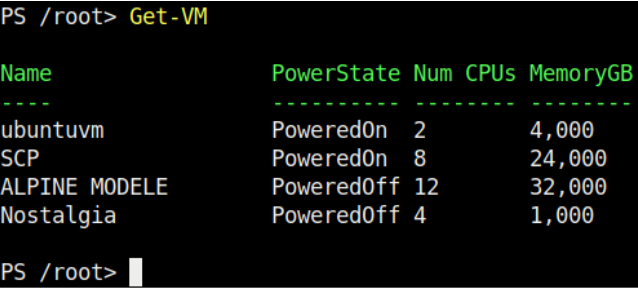 PS /root> Get-VM
Name PowerState Num CPUs MemoryGB
---- ---------- -------- --------
ubuntuvm PoweredOn 2 4,000
SCP PoweredOn 8 24,000
ALPINE MODELE PoweredOff 12 32,000
Nostalgia PoweredOff 4 1,000
PS /root>